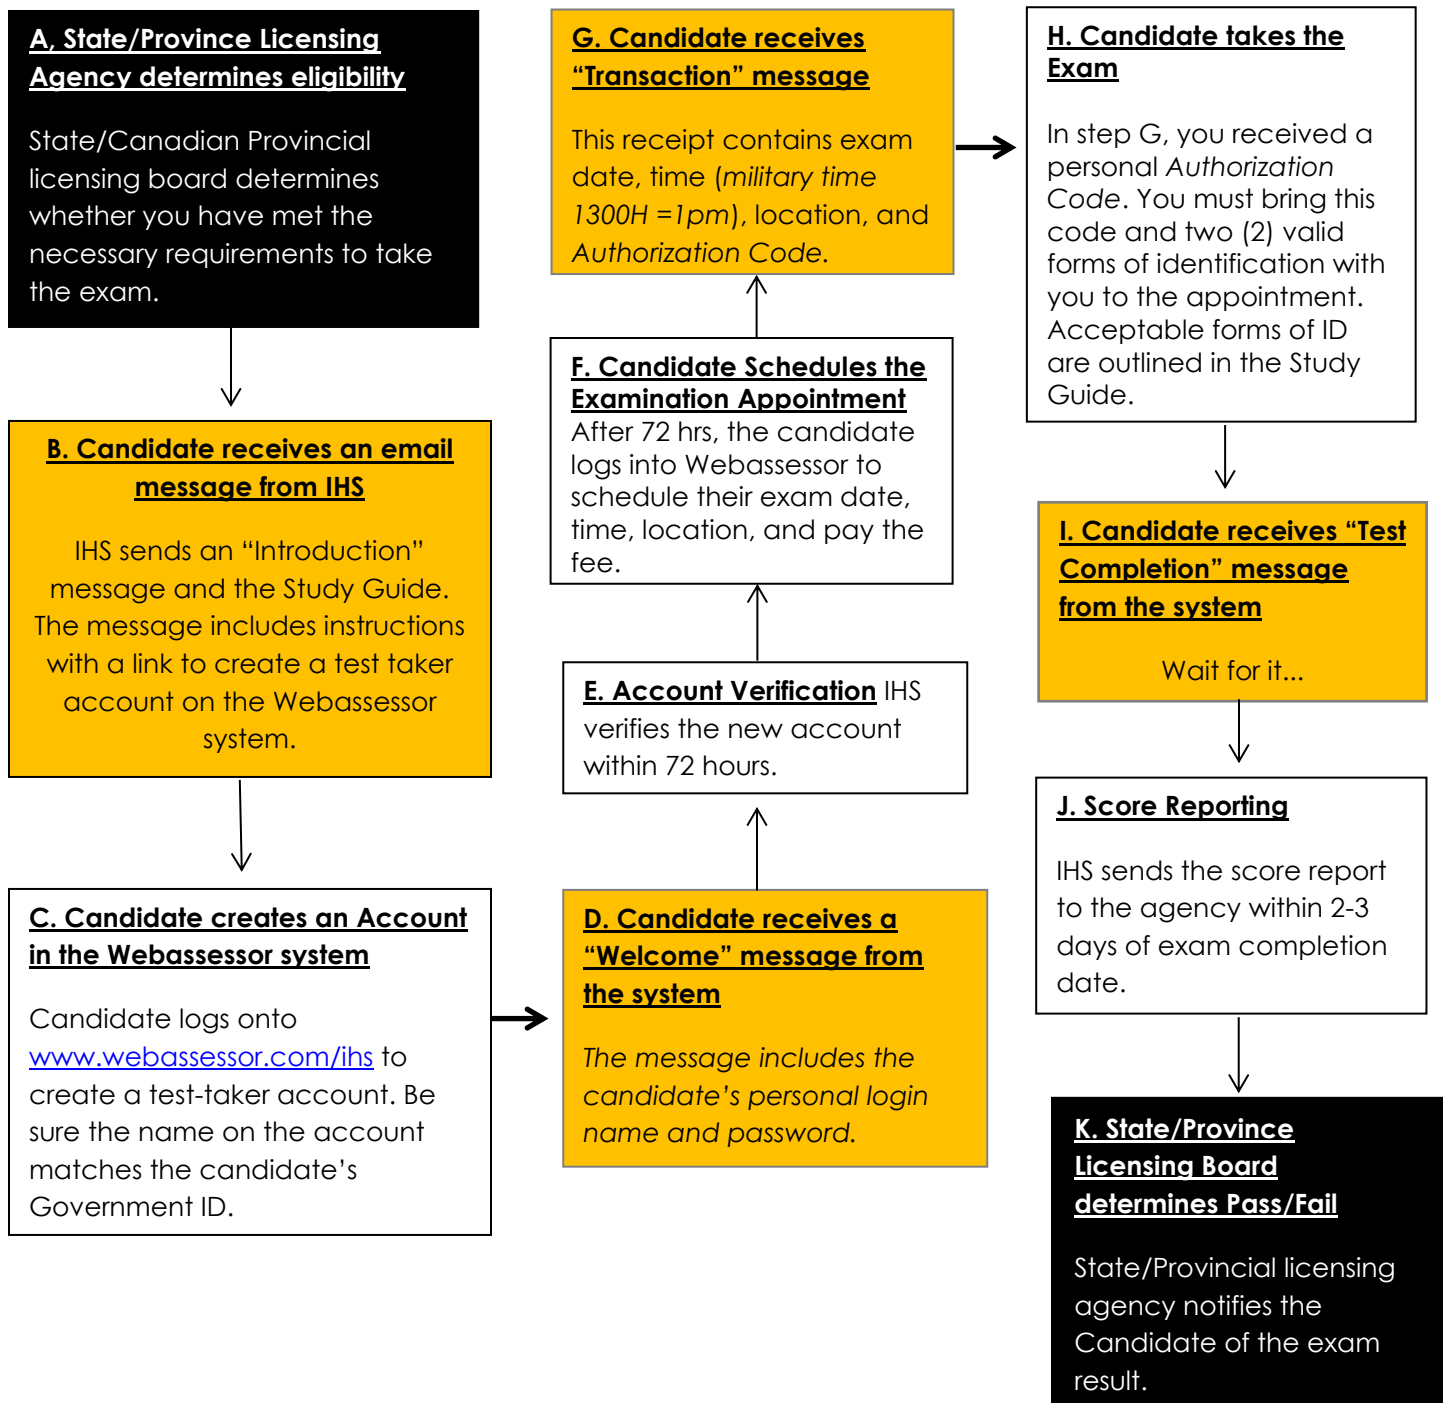 A, State/Province Licensing
Agency determines eligibility
State/Canadian Provincial
licensing board determines
whether you have met the
necessary requirements to take
the exam.
B. Candidate receives an email
message from IHS
IHS sends an “Introduction”
message and the Study Guide.
The message includes instructions
with a link to create a test taker
account on the Webassessor
system.
C. Candidate creates an Account
in the Webassessor system
Candidate logs onto
www.webassessor.com/ihs to
create a test-taker account. Be
sure the name on the account
matches the candidate’s
Government ID.
D. Candidate receives a
“Welcome” message from
the system
The message includes the
candidate’s personal login
name and password.
E. Account Verification IHS
verifies the new account
within 72 hours.
F. Candidate Schedules the
Examination Appointment
After 72 hrs, the candidate
logs into Webassessor to
schedule their exam date,
time, location, and pay the
fee.
G. Candidate receives
“Transaction” message
This receipt contains exam
date, time (military time
1300H =1pm), location, and
Authorization Code.
H. Candidate takes the
Exam
In step G, you received a
personal Authorization
Code. You must bring this
code and two (2) valid
forms of identification with
you to the appointment.
Acceptable forms of ID
are outlined in the Study
Guide.
I. Candidate receives “Test
Completion” message
from the system
Wait for it...
J. Score Reporting
IHS sends the score report
to the agency within 2-3
days of exam completion
date.
K. State/Province
Licensing Board
determines Pass/Fail
State/Provincial licensing
agency notifies the
Candidate of the exam
result.